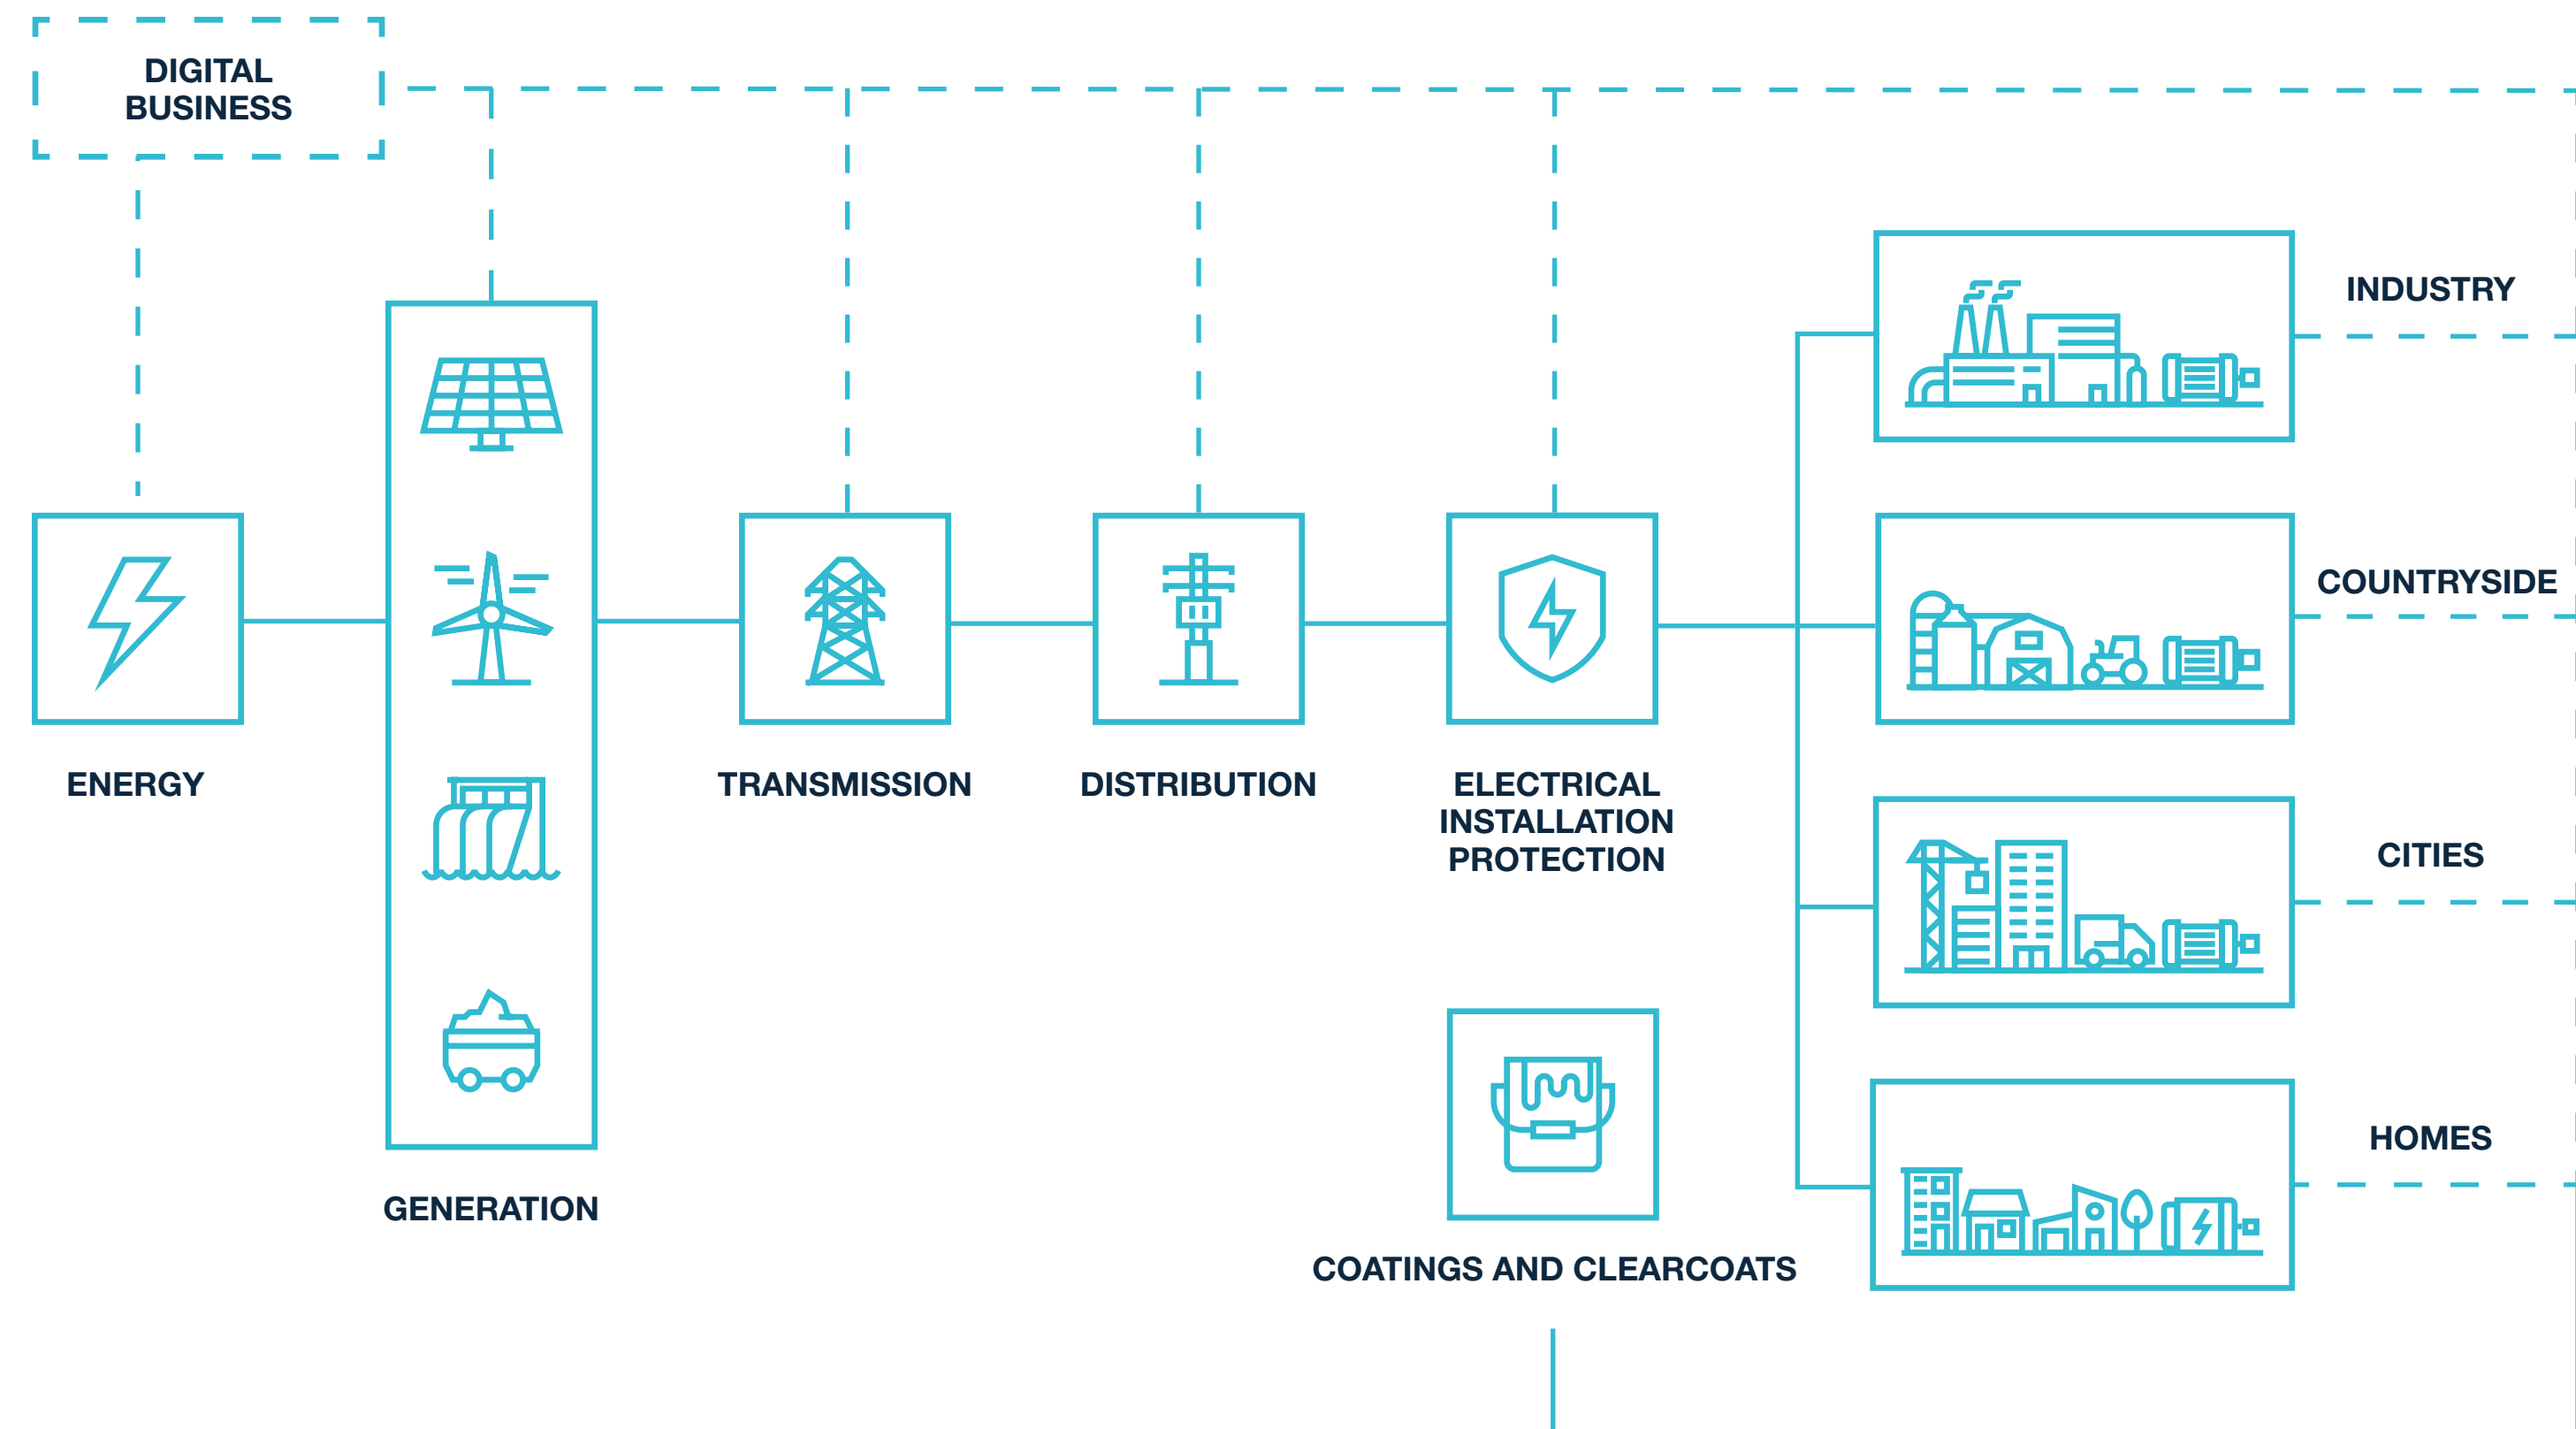 DIGITAL
BUSINESS
INDUSTRY
COUNTRYSIDE
ENERGY
TRANSMISSION
DISTRIBUTION
ELECTRICAL
INSTALLATION
PROTECTION
CITIES
HOMES
GENERATION
COATINGS AND CLEARCOATS